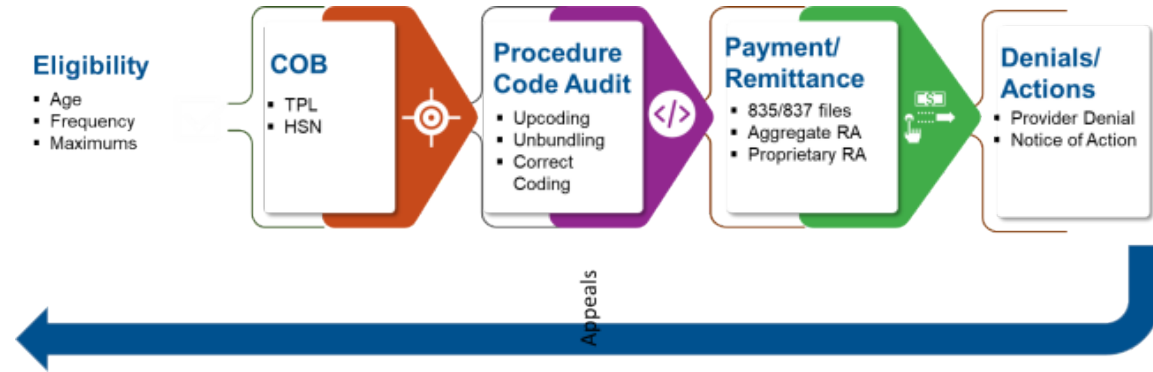 Eligibility
▪ Age
▪ Frequency
▪ Maximums
COB
▪ TPL
▪ HSN
Procedure
Code Audit
▪ Upcoding
▪ Unbundling
▪ Correct
Coding
</>
Payment/
Remittance
▪ 835/837 files
▪ Aggregate RA
▪ Proprietary RA
$
Denials/
Actions
▪ Provider Denial
▪ Notice of Action
Appeals